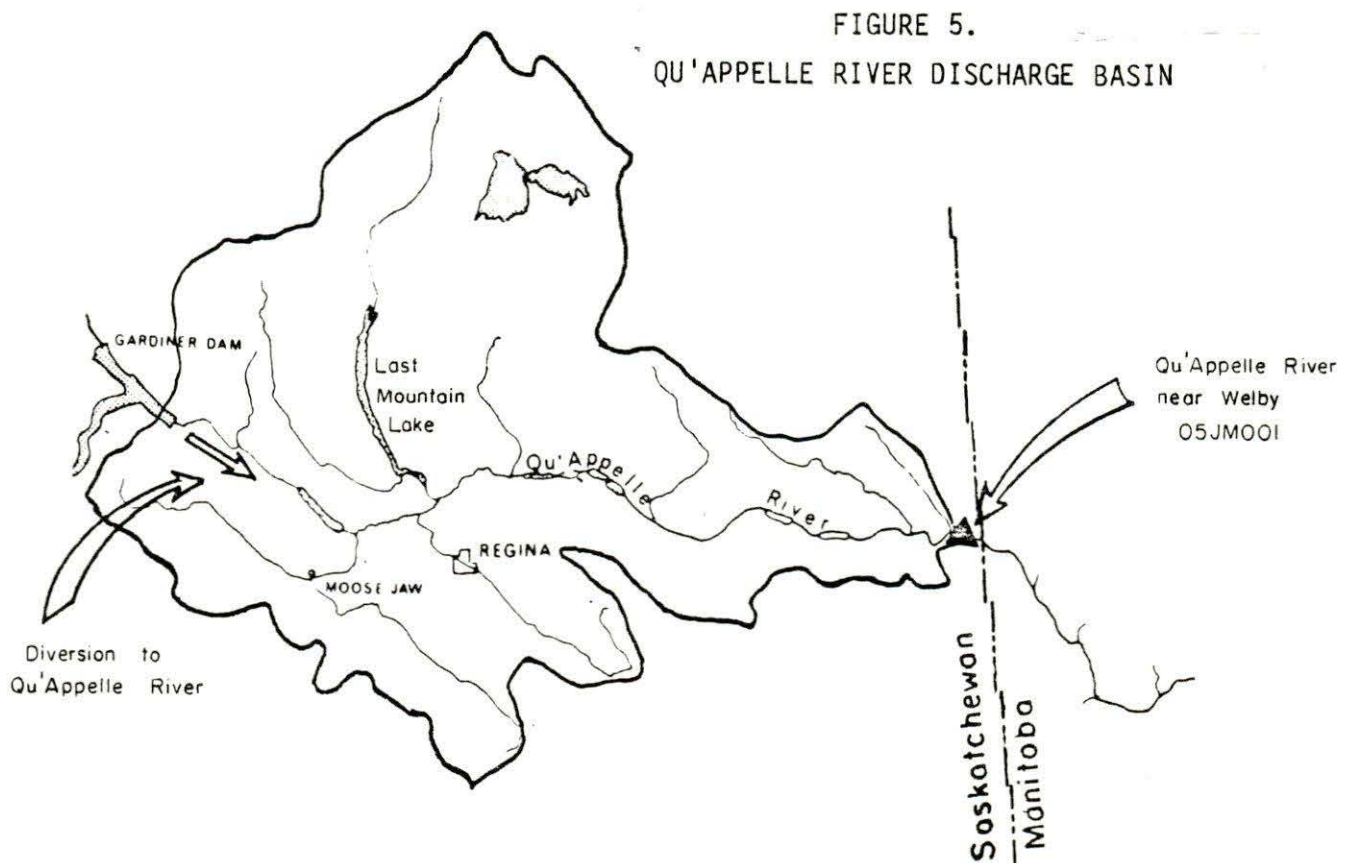 FIGURE 5.
QU'APPELLE RIVER DISCHARGE BASIN
GARDINER DAM
Last
Mountain
Lake
Qu'Appelle River
near Welby
05JM001
Qu'Appelle
River
REGINA
MOOSE JAW
Diversion to
Qu'Appelle River
Saskatchewan
Manitoba